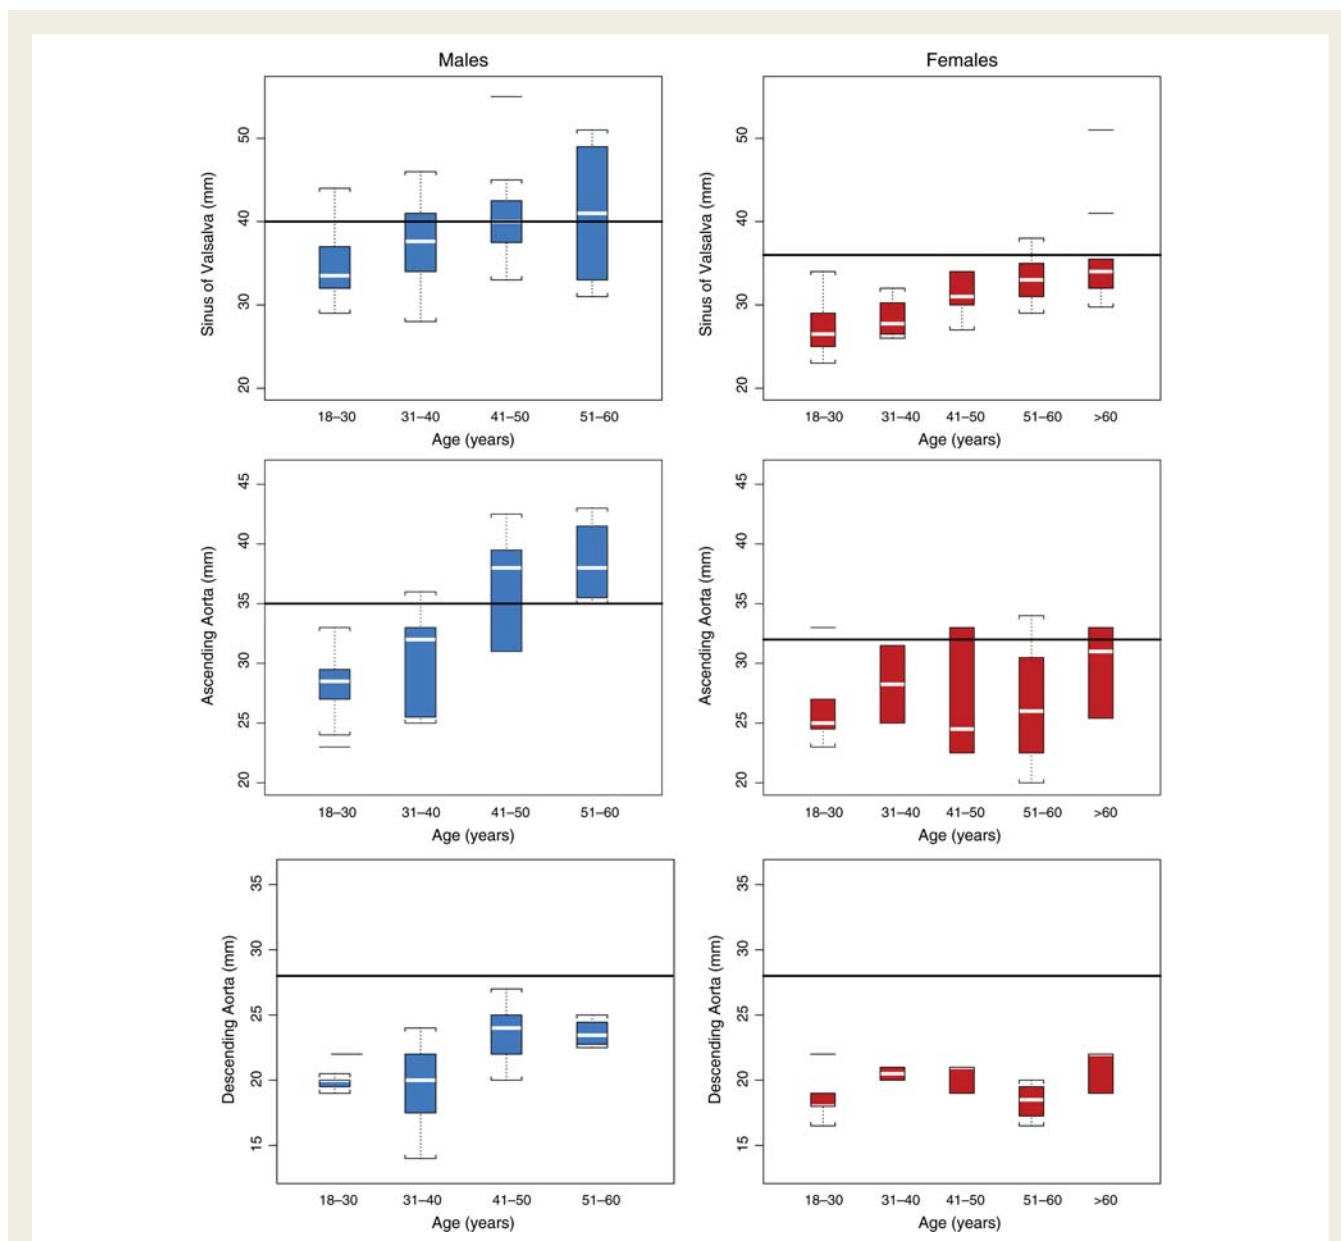 Males
Sinus of Valsalva (mm)
50
40
30
20
18–30 31–40 41–50 51–60
Age (years)
Females
Sinus of Valsalva (mm)
50
40
30
20
18–30 31–40 41–50 51–60 >60
Age (years)
Ascending Aorta (mm)
45
40
35
30
25
20
18–30 31–40 41–50 51–60
Age (years)
Ascending Aorta (mm)
45
40
35
30
25
20
18–30 31–40 41–50 51–60 >60
Age (years)
Descending Aorta (mm)
35
30
25
20
15
18–30 31–40 41–50 51–60
Age (years)
Descending Aorta (mm)
35
30
25
20
15
18–30 31–40 41–50 51–60 >60
Age (years)